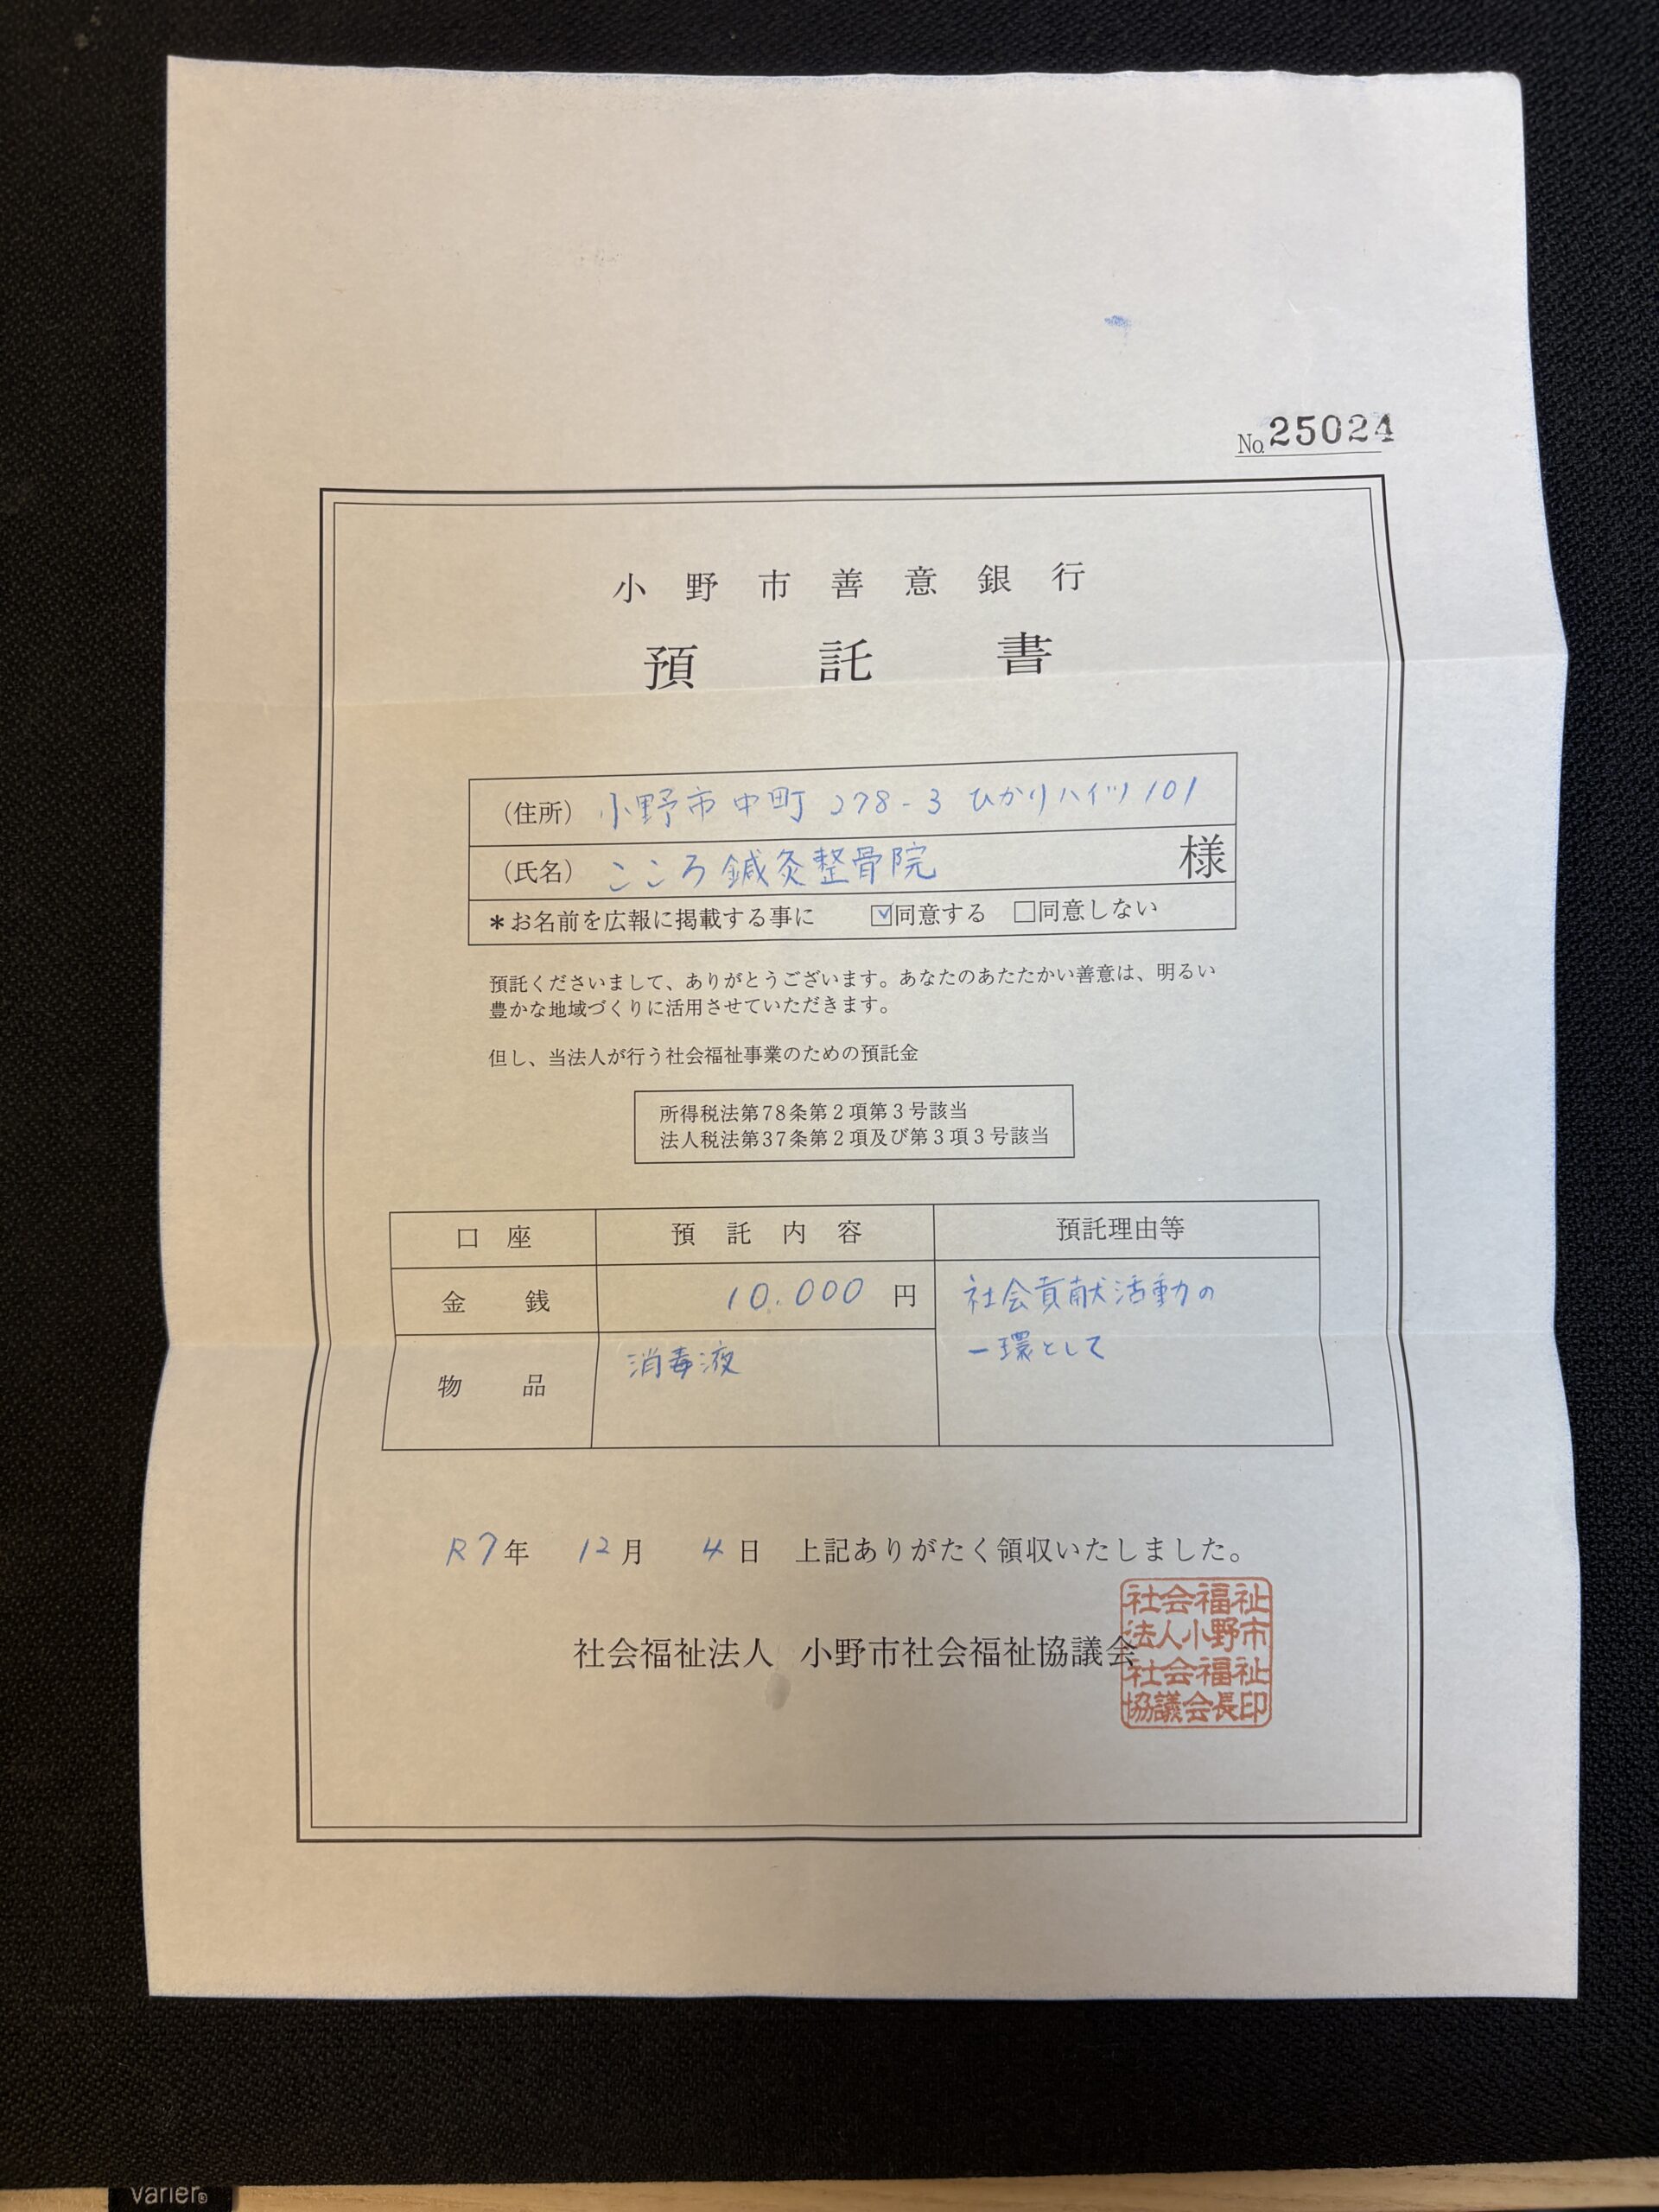 No.25024
小野市善意銀行
預託書
(住所) 小野市中町 278-3 ひかりハイツ101
(氏名) こころ鍼灸整骨院 様
*お名前を広報に掲載する事に ☑同意する □同意しない
預託くださいまして、ありがとうございます。あなたのあたたかい善意は、明るい
豊かな地域づくりに活用させていただきます。
但し、当法人が行う社会福祉事業のための預託金
所得税法第78条第2項第3号該当
法人税法第37条第2項及び第3項3号該当
口座 預託内容 預託理由等
金銭 10.000 円 社会貢献活動の
一環として
物品 消毒液
R7年 12月 4日 上記ありがたく領収いたしました。
社会福祉法人 小野市社会福祉協議会
社会福祉
法人小野市
社会福祉
協議会長印
varier®